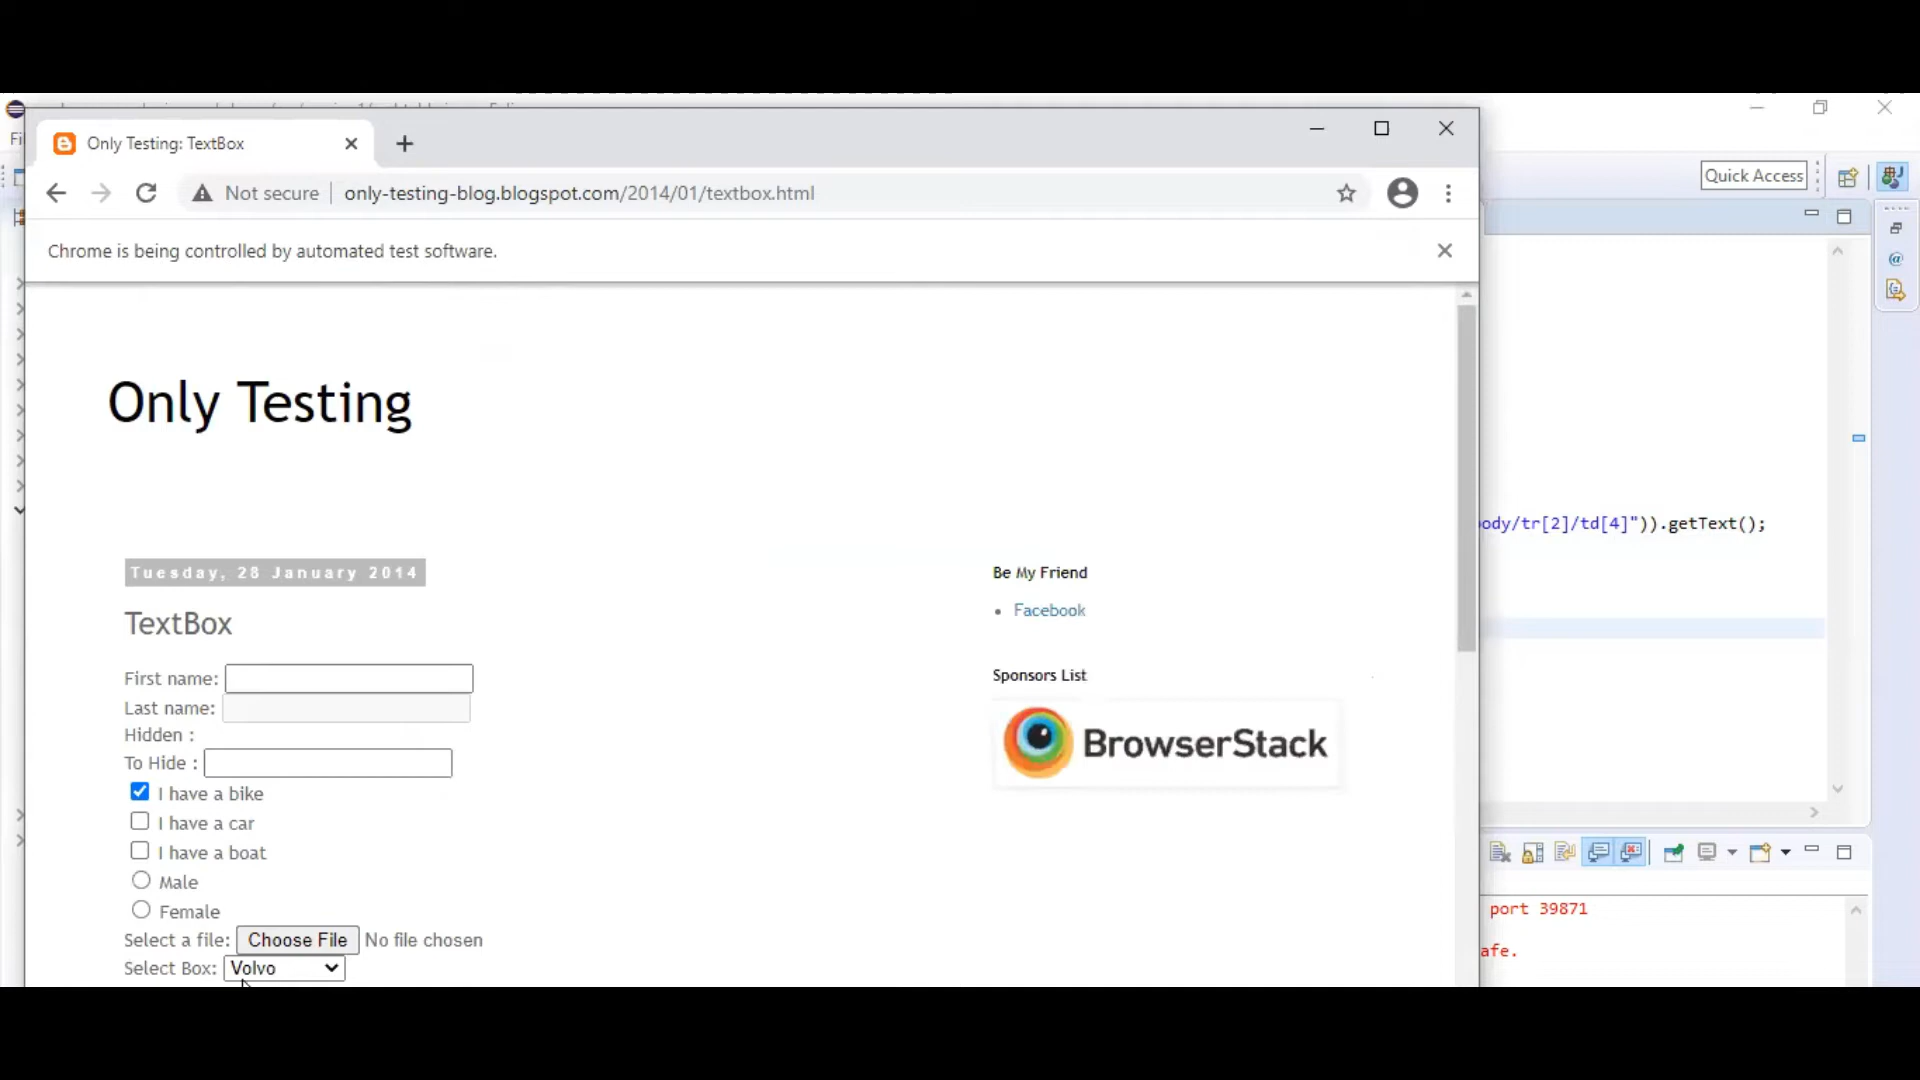 Only Testing: TextBox
Fi
Quick Access
Not secure
only-testing-blog.blogspot.com/2014/01/textbox.html
Chrome is being controlled by automated test software.
Only Testing
Tuesday, 28 January 2014
Be My Friend
Facebook
TextBox
First name:
Sponsors List
Last name:
Hidden :
BrowserStack
To Hide :
I have a bike
I have a car
I have a boat
Male
Female
Select a file: Choose File No file chosen
Select Box: Volvo
ody/tr[2]/td[4]")).getText();
port 39871
afe.